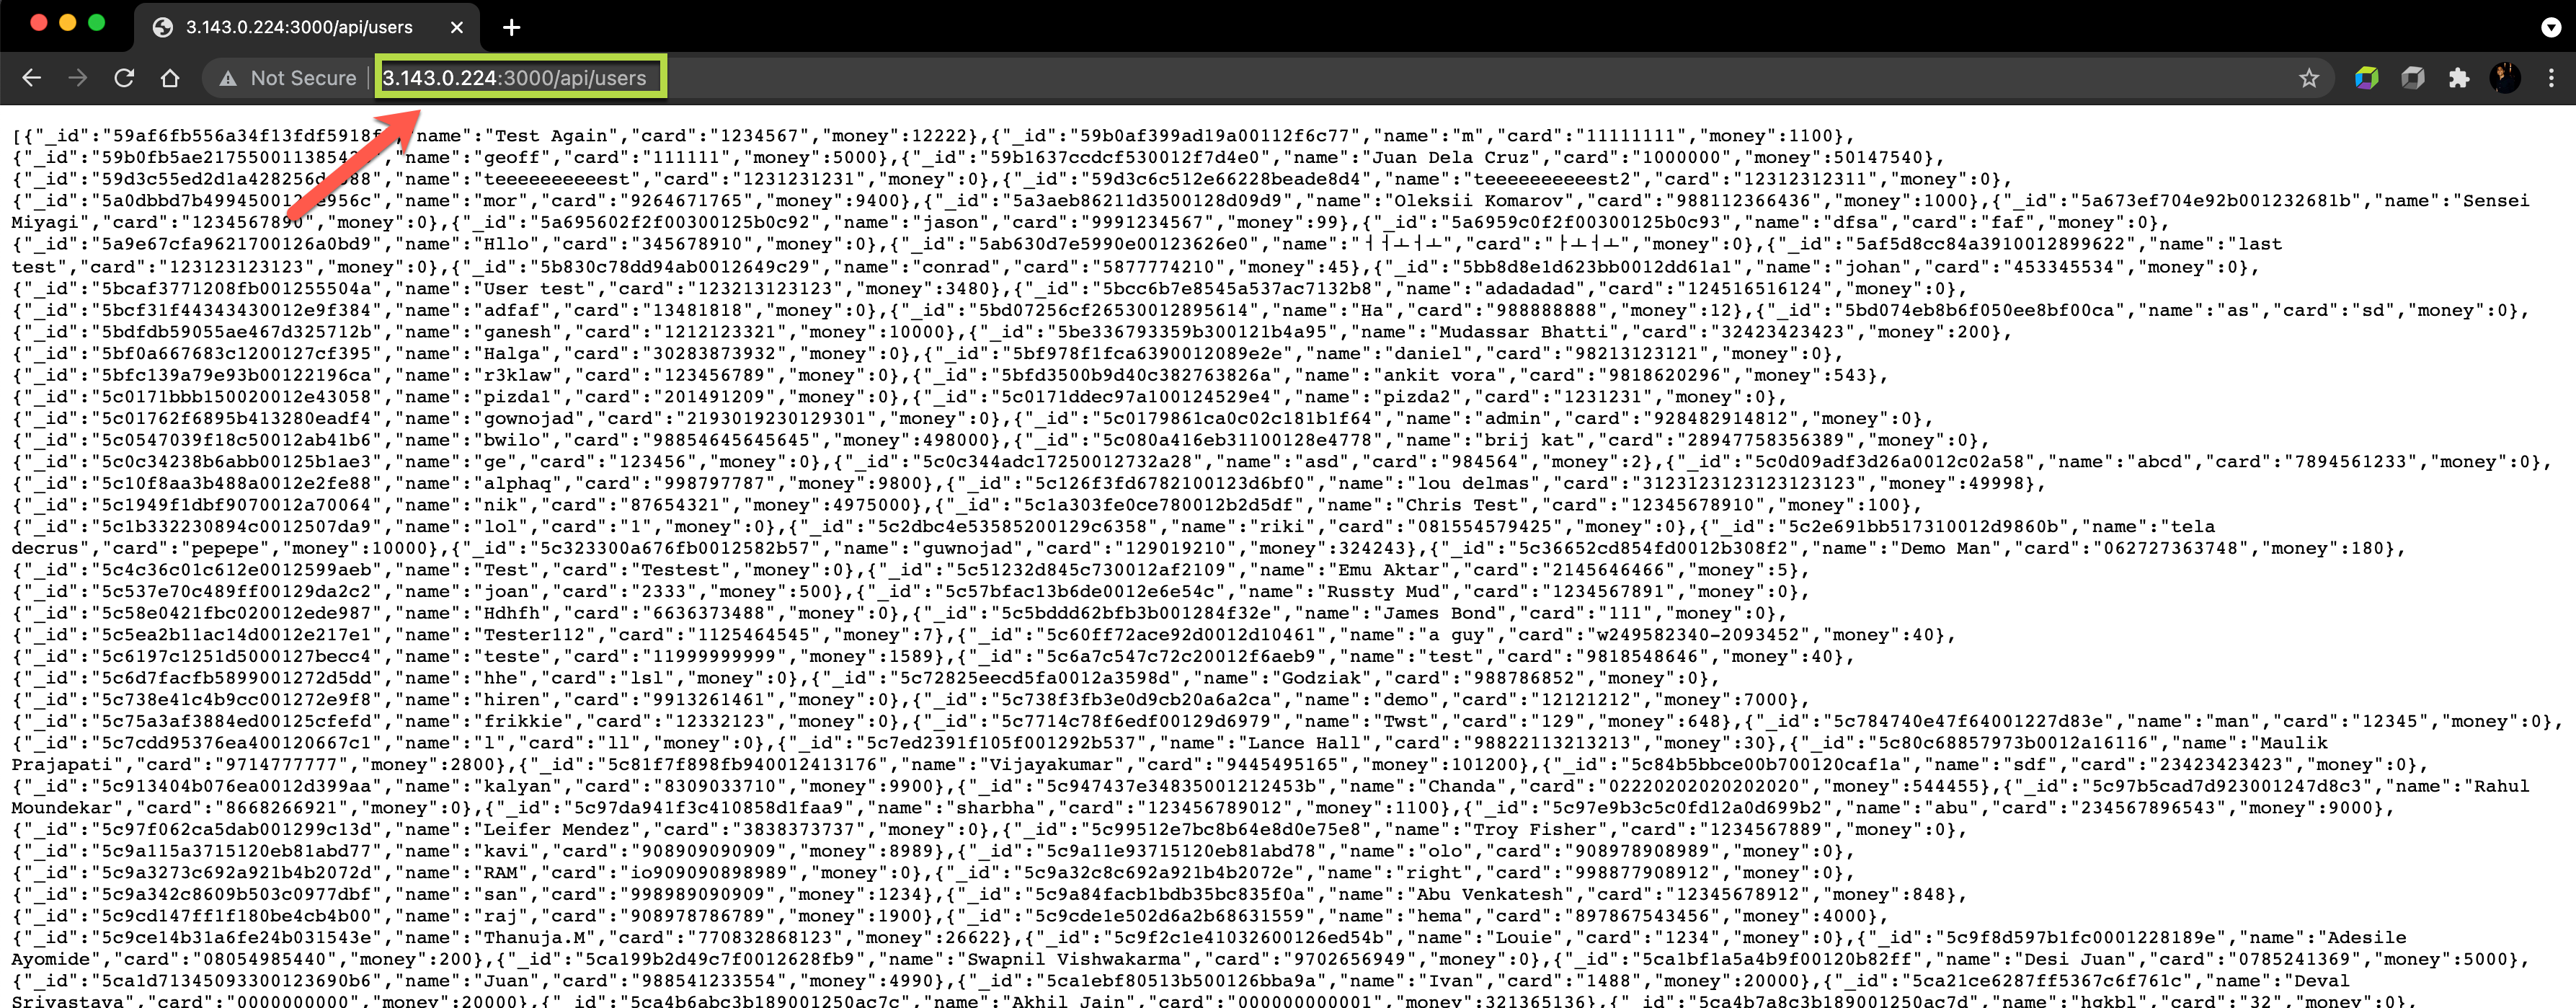 3.143.0.224:3000/api/users
Not Secure | 3.143.0.224:3000/api/users
[{"_id":"59af6fb556a34f13fdf5918f ,"name":"Test Again","card":"1234567","money":12222},{"_id":"59b0af399ad19a00112f6c77","name":"m","card":"11111111","money":1100},
{"_id":"59b0fb5ae217550011385 ,"name":"geoff","card":"111111","money":5000},{"_id":"59b1637ccdcf530012f7d4e0","name":"Juan Dela Cruz","card":"1000000","money":50147540},
{"_id":"59d3c55ed2d1a428256d 88","name":"teeeeeeeeeest","card":"1231231231","money":0},{"_id":"59d3c6c512e66228beade8d4","name":"teeeeeeeeeest2","card":"12312312311","money":0},
{"_id":"5a0dbbd7b499450012 e956c","name":"mor","card":"9264671765","money":9400},{"_id":"5a3aeb86211d3500128d09d9","name":"Oleksii Komarov","card":"988112366436","money":1000},{"_id":"5a673ef704e92b001232681b","name":"Sensei
Miyagi","card":"1234567890","money":0},{"_id":"5a695602f2f00300125b0c92","name":"jason","card":"9991234567","money":99},{"_id":"5a6959c0f2f00300125b0c93","name":"dfsa","card":"faf","money":0},
{"_id":"5a9e67cfa9621700126a0bd9","name":"Hllo","card":"345678910","money":0},{"_id":"5ab630d7e5990e00123626e0","name":"┤┤┴┤┴","card":"├┴┤┴","money":0},{"_id":"5af5d8cc84a3910012899622","name":"last
test","card":"123123123123","money":0},{"_id":"5b830c78dd94ab0012649c29","name":"conrad","card":"5877774210","money":45},{"_id":"5bb8d8e1d623bb0012dd61a1","name":"johan","card":"453345534","money":0},
{"_id":"5bcaf3771208fb001255504a","name":"User test","card":"123213123123","money":3480},{"_id":"5bcc6b7e8545a537ac7132b8","name":"adadadad","card":"124516516124","money":0},
{"_id":"5bcf31f44343430012e9f384","name":"adfaf","card":"13481818","money":0},{"_id":"5bd07256cf26530012895614","name":"Ha","card":"988888888","money":12},{"_id":"5bd074eb8b6f050ee8bf00ca","name":"as","card":"sd","money":0},
{"_id":"5bdfdb59055ae467d325712b","name":"ganesh","card":"1212123321","money":10000},{"_id":"5be336793359b300121b4a95","name":"Mudassar Bhatti","card":"32423423423","money":200},
{"_id":"5bf0a667683c1200127cf395","name":"Halga","card":"30283873932","money":0},{"_id":"5bf978f1fca6390012089e2e","name":"daniel","card":"98213123121","money":0},
{"_id":"5bfc139a79e93b00122196ca","name":"r3klaw","card":"123456789","money":0},{"_id":"5bfd3500b9d40c382763826a","name":"ankit vora","card":"9818620296","money":543},
{"_id":"5c0171bbb150020012e43058","name":"pizda1","card":"201491209","money":0},{"_id":"5c0171ddec97a100124529e4","name":"pizda2","card":"1231231","money":0},
{"_id":"5c01762f6895b413280eadf4","name":"gownojad","card":"2193019230129301","money":0},{"_id":"5c0179861ca0c02c181b1f64","name":"admin","card":"928482914812","money":0},
{"_id":"5c0547039f18c50012ab41b6","name":"bwilo","card":"98854645645645","money":498000},{"_id":"5c080a416eb31100128e4778","name":"brij kat","card":"28947758356389","money":0},
{"_id":"5c0c34238b6abb00125b1ae3","name":"ge","card":"123456","money":0},{"_id":"5c0c344adc17250012732a28","name":"asd","card":"984564","money":2},{"_id":"5c0d09adf3d26a0012c02a58","name":"abcd","card":"7894561233","money":0},
{"_id":"5c10f8aa3b488a0012e2fe88","name":"alphaq","card":"998797787","money":9800},{"_id":"5c126f3fd6782100123d6bf0","name":"lou delmas","card":"3123123123123123123","money":49998},
{"_id":"5c1949f1dbf9070012a70064","name":"nik","card":"87654321","money":4975000},{"_id":"5c1a303fe0ce780012b2d5df","name":"Chris Test","card":"12345678910","money":100},
{"_id":"5c1b332230894c0012507da9","name":"lol","card":"1","money":0},{"_id":"5c2dbc4e53585200129c6358","name":"riki","card":"081554579425","money":0},{"_id":"5c2e691bb517310012d9860b","name":"tela
decrus","card":"pepepe","money":10000},{"_id":"5c323300a676fb0012582b57","name":"guwnojad","card":"129019210","money":324243},{"_id":"5c36652cd854fd0012b308f2","name":"Demo Man","card":"062727363748","money":180},
{"_id":"5c4c36c01c612e0012599aeb","name":"Test","card":"Testest","money":0},{"_id":"5c51232d845c730012af2109","name":"Emu Aktar","card":"2145646466","money":5},
{"_id":"5c537e70c489ff00129da2c2","name":"joan","card":"2333","money":500},{"_id":"5c57bfac13b6de0012e6e54c","name":"Russty Mud","card":"1234567891","money":0},
{"_id":"5c58e0421fbc020012ede987","name":"Hdhfh","card":"6636373488","money":0},{"_id":"5c5bddd62bfb3b001284f32e","name":"James Bond","card":"111","money":0},
{"_id":"5c5ea2b11ac14d0012e217e1","name":"Tester112","card":"1125464545","money":7},{"_id":"5c60ff72ace92d0012d10461","name":"a guy","card":"w249582340-2093452","money":40},
{"_id":"5c6197c1251d5000127becc4","name":"teste","card":"11999999999","money":1589},{"_id":"5c6a7c547c72c20012f6aeb9","name":"test","card":"9818548646","money":40},
{"_id":"5c6d7facfb5899001272d5dd","name":"hhe","card":"lsl","money":0},{"_id":"5c72825eecd5fa0012a3598d","name":"Godziak","card":"988786852","money":0},
{"_id":"5c738e41c4b9cc001272e9f8","name":"hiren","card":"9913261461","money":0},{"_id":"5c738f3fb3e0d9cb20a6a2ca","name":"demo","card":"12121212","money":7000},
{"_id":"5c75a3af3884ed00125cfefd","name":"frikkie","card":"12332123","money":0},{"_id":"5c7714c78f6edf00129d6979","name":"Twst","card":"129","money":648},{"_id":"5c784740e47f64001227d83e","name":"man","card":"12345","money":0},
{"_id":"5c7cdd95376ea400120667c1","name":"l","card":"ll","money":0},{"_id":"5c7ed2391f105f001292b537","name":"Lance Hall","card":"98822113213213","money":30},{"_id":"5c80c68857973b0012a16116","name":"Maulik
Prajapati","card":"9714777777","money":2800},{"_id":"5c81f7f898fb940012413176","name":"Vijayakumar","card":"9445495165","money":101200},{"_id":"5c84b5bbce00b700120caf1a","name":"sdf","card":"23423423423","money":0},
{"_id":"5c913404b076ea0012d399aa","name":"kalyan","card":"8309033710","money":9900},{"_id":"5c947437e34835001212453b","name":"Chanda","card":"02220202020202020","money":544455},{"_id":"5c97b5cad7d923001247d8c3","name":"Rahul
Moundekar","card":"8668266921","money":0},{"_id":"5c97da941f3c410858d1faa9","name":"sharbha","card":"123456789012","money":1100},{"_id":"5c97e9b3c5c0fd12a0d699b2","name":"abu","card":"234567896543","money":9000},
{"_id":"5c97f062ca5dab001299c13d","name":"Leifer Mendez","card":"3838373737","money":0},{"_id":"5c99512e7bc8b64e8d0e75e8","name":"Troy Fisher","card":"1234567889","money":0},
{"_id":"5c9a115a3715120eb81abd77","name":"kavi","card":"908909090909","money":8989},{"_id":"5c9a11e93715120eb81abd78","name":"olo","card":"908978908989","money":0},
{"_id":"5c9a3273c692a921b4b2072d","name":"RAM","card":"io909090898989","money":0},{"_id":"5c9a32c8c692a921b4b2072e","name":"right","card":"998877908912","money":0},
{"_id":"5c9a342c8609b503c0977dbf","name":"san","card":"998989090909","money":1234},{"_id":"5c9a84facb1bdb35bc835f0a","name":"Abu Venkatesh","card":"12345678912","money":848},
{"_id":"5c9cd147ff1f180be4cb4b00","name":"raj","card":"908978786789","money":1900},{"_id":"5c9cde1e502d6a2b68631559","name":"hema","card":"897867543456","money":4000},
{"_id":"5c9ce14b31a6fe24b031543e","name":"Thanuja.M","card":"770832868123","money":26622},{"_id":"5c9f2c1e41032600126ed54b","name":"Louie","card":"1234","money":0},{"_id":"5c9f8d597b1fc0001228189e","name":"Adesile
Ayomide","card":"08054985440","money":200},{"_id":"5ca199b2d49c7f0012628fb9","name":"Swapnil Vishwakarma","card":"9702656949","money":0},{"_id":"5ca1bf1a5a4b9f00120b82ff","name":"Desi Juan","card":"0785241369","money":5000},
{"_id":"5ca1d71345093300123690b6","name":"Juan","card":"988541233554","money":4990},{"_id":"5ca1ebf80513b500126bba9a","name":"Ivan","card":"1488","money":20000},{"_id":"5ca21ce6287ff5367c6f761c","name":"Deval
Srivastava","card":"0000000000","money":20000},{"_id":"5ca4b6abc3b189001250ac7c","name":"Akhil Jain","card":"000000000001","money":321365136},{"_id":"5ca4b7a8c3b189001250ac7d","name":"hgkbl","card":"32","money":0},